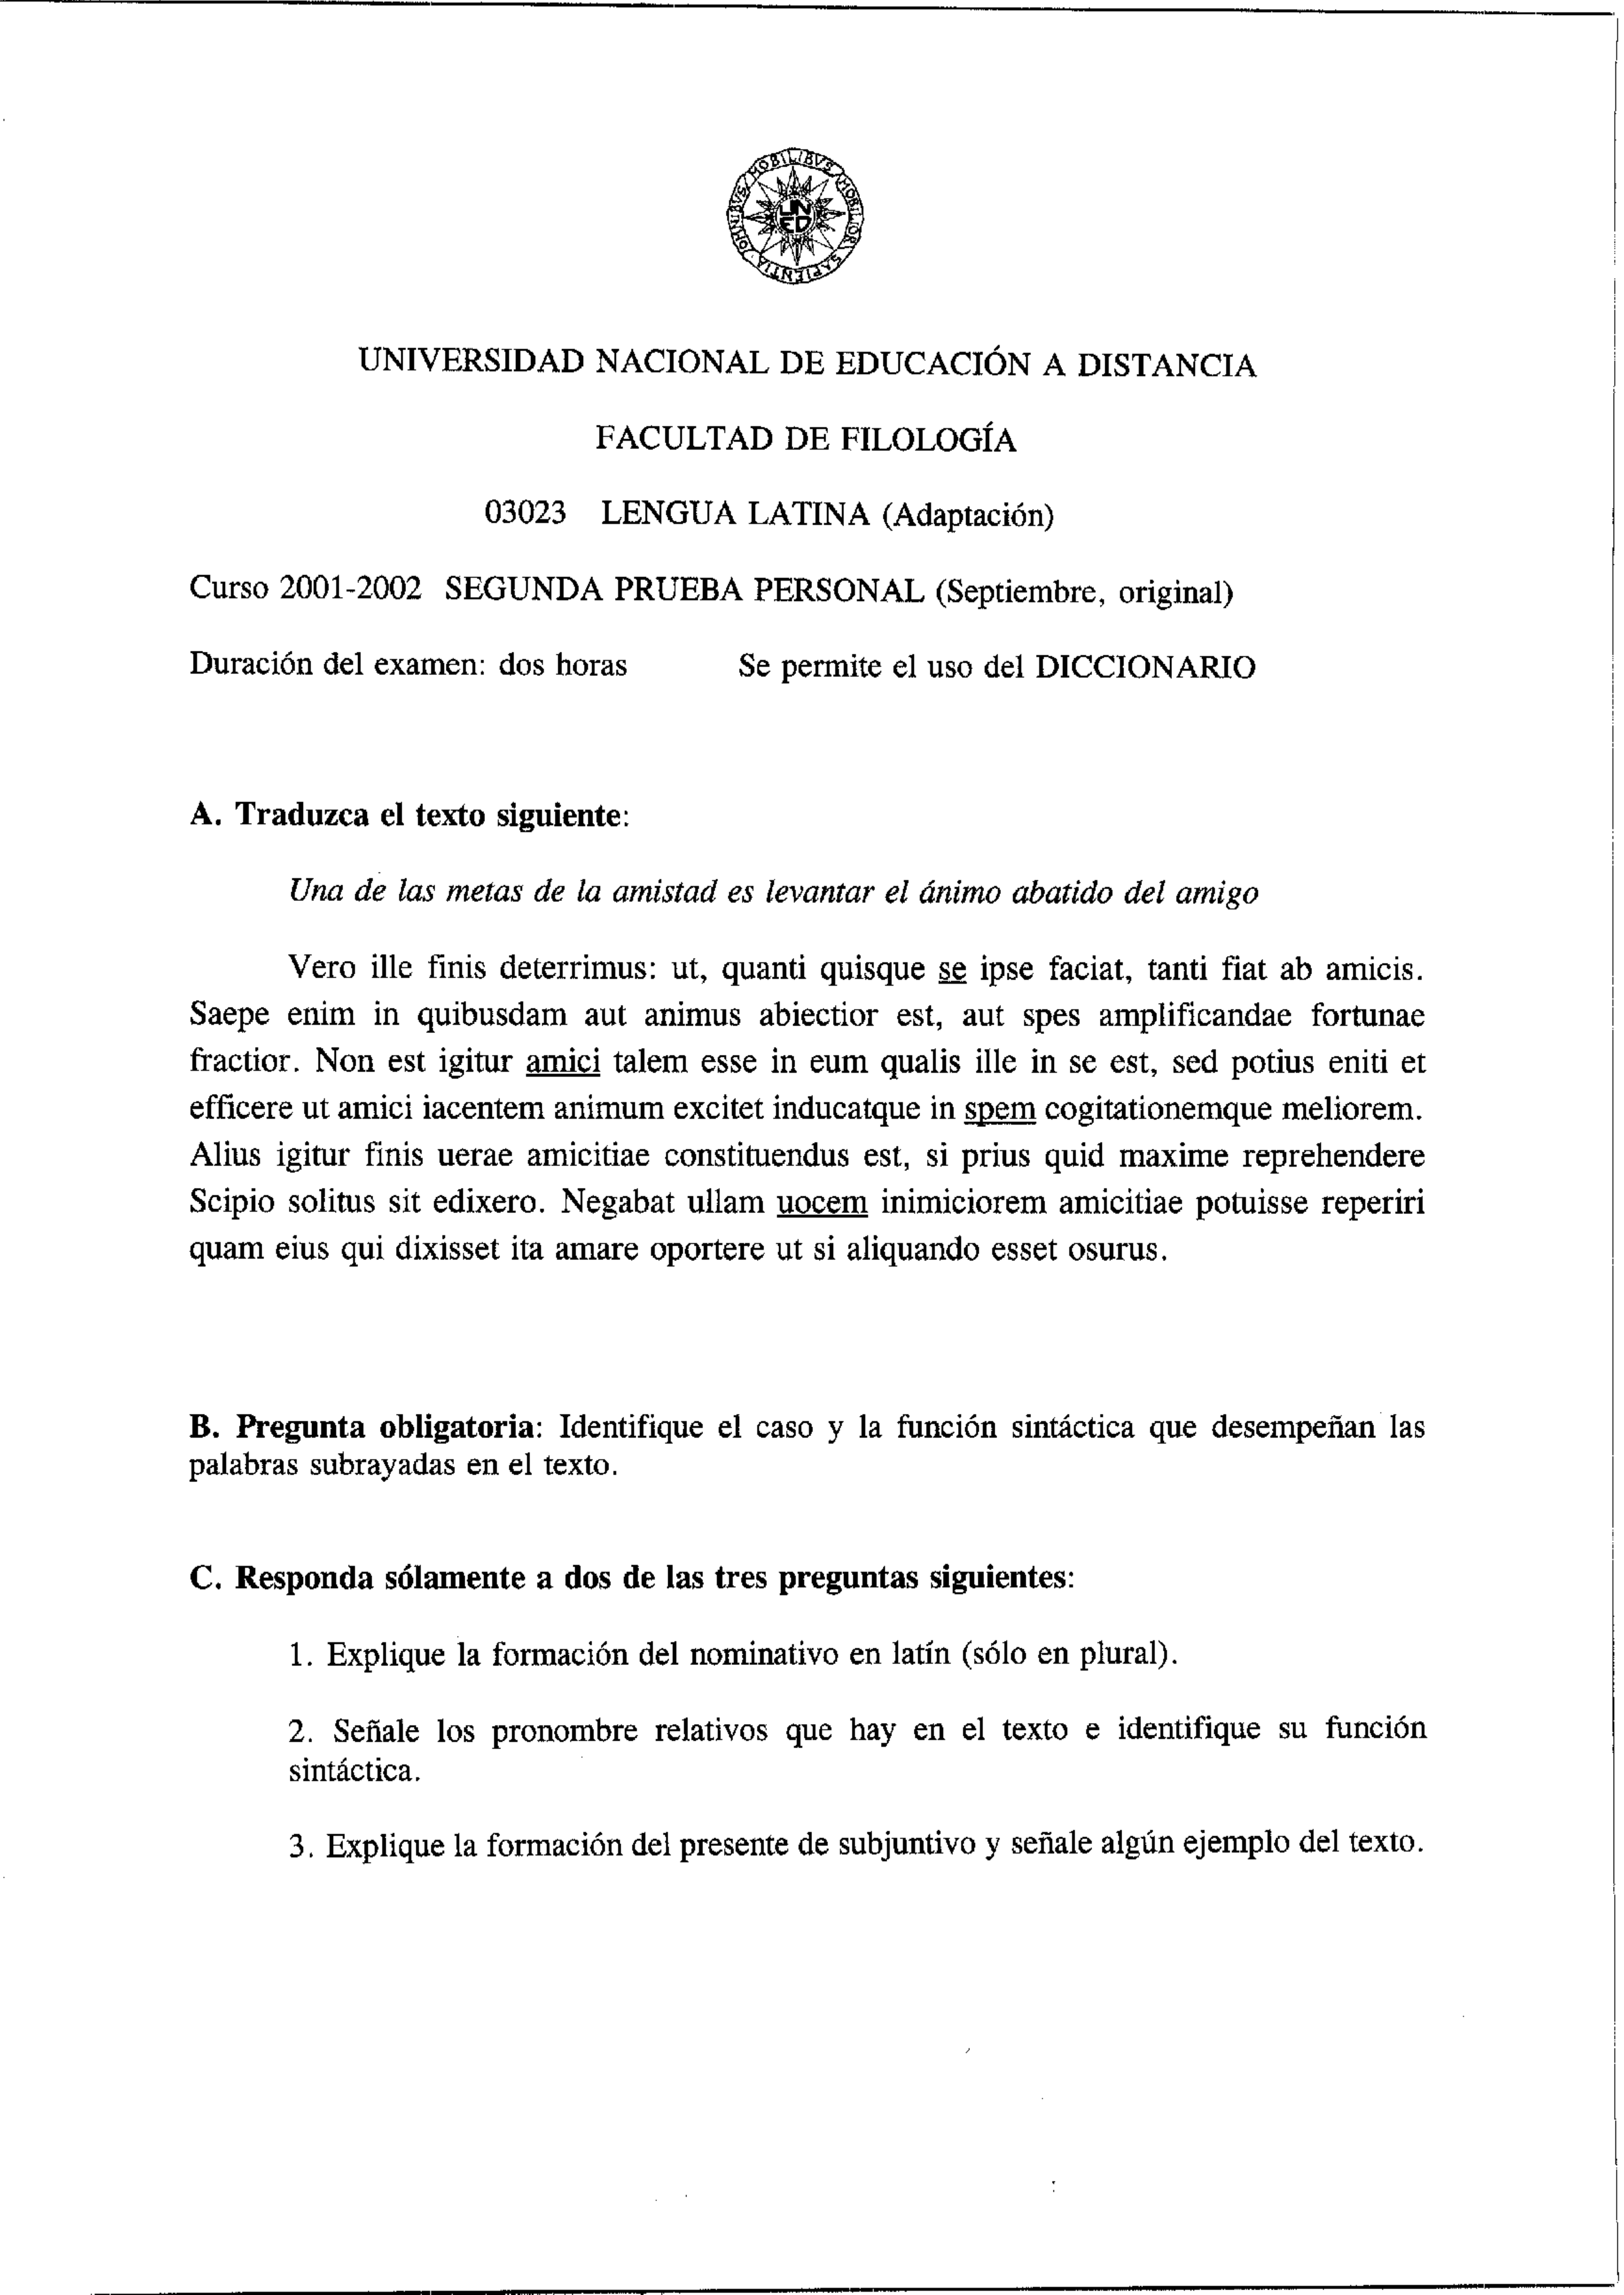 OMNIBVS MOBILIBVS MOBILIOR SAPIENTIA
UNED
UNIVERSIDAD NACIONAL DE EDUCACIÓN A DISTANCIA
FACULTAD DE FILOLOGÍA
03023 LENGUA LATINA (Adaptación)
Curso 2001-2002 SEGUNDA PRUEBA PERSONAL (Septiembre, original)
Duración del examen: dos horas Se permite el uso del DICCIONARIO
A. Traduzca el texto siguiente:
Una de las metas de la amistad es levantar el ánimo abatido del amigo
Vero ille finis deterrimus: ut, quanti quisque se ipse faciat, tanti fiat ab amicis.
Saepe enim in quibusdam aut animus abiectior est, aut spes amplificandae fortunae
fractior. Non est igitur amici talem esse in eum qualis ille in se est, sed potius eniti et
efficere ut amici iacentem animum excitet inducatque in spem cogitationemque meliorem.
Alius igitur finis uerae amicitiae constituendus est, si prius quid maxime reprehendere
Scipio solitus sit edixero. Negabat ullam uocem inimiciorem amicitiae potuisse reperiri
quam eius qui dixisset ita amare oportere ut si aliquando esset osurus.
B. Pregunta obligatoria: Identifique el caso y la función sintáctica que desempeñan las
palabras subrayadas en el texto.
C. Responda sólamente a dos de las tres preguntas siguientes:
1. Explique la formación del nominativo en latín (sólo en plural).
2. Señale los pronombre relativos que hay en el texto e identifique su función
sintáctica.
3. Explique la formación del presente de subjuntivo y señale algún ejemplo del texto.